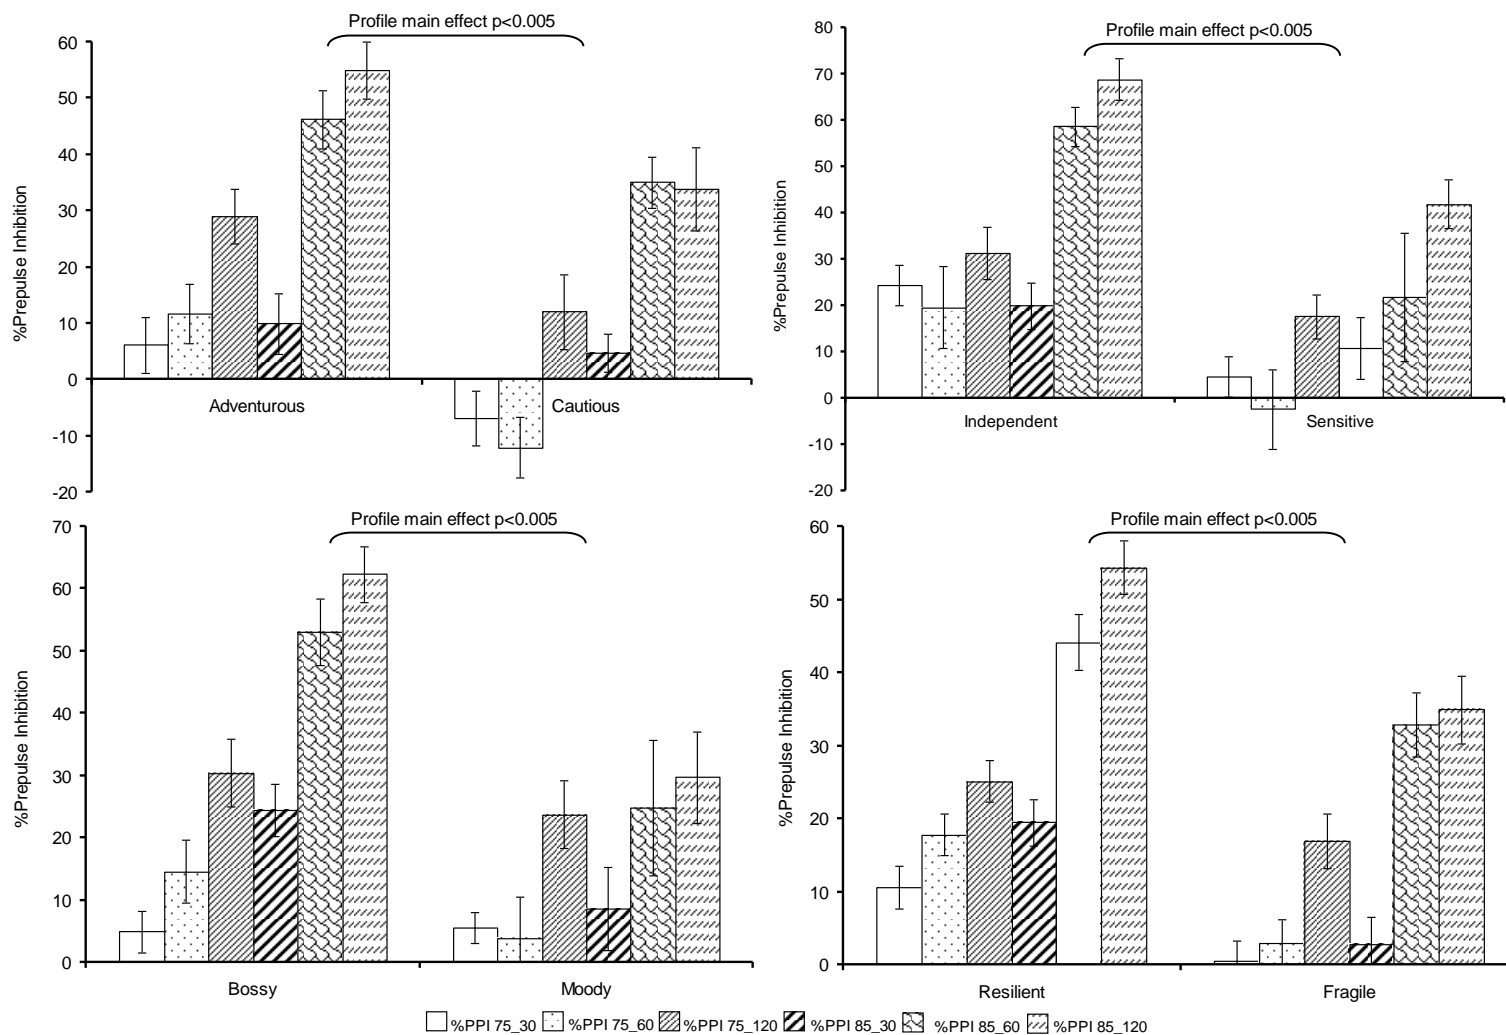 Profile main effect p<0.005
60
50
40
30
20
10
0
-10
-20
%Prepulse Inhibition
Adventurous Cautious
Profile main effect p<0.005
80
70
60
50
40
30
20
10
0
-10
-20
%Prepulse Inhibition
Independent Sensitive
Profile main effect p<0.005
70
60
50
40
30
20
10
0
%Prepulse Inhibition
Bossy Moody
Profile main effect p<0.005
60
50
40
30
20
10
0
%Prepulse Inhibition
Resilient Fragile
%PPI 75_30 %PPI 75_60 %PPI 75_120 %PPI 85_30 %PPI 85_60 %PPI 85_120